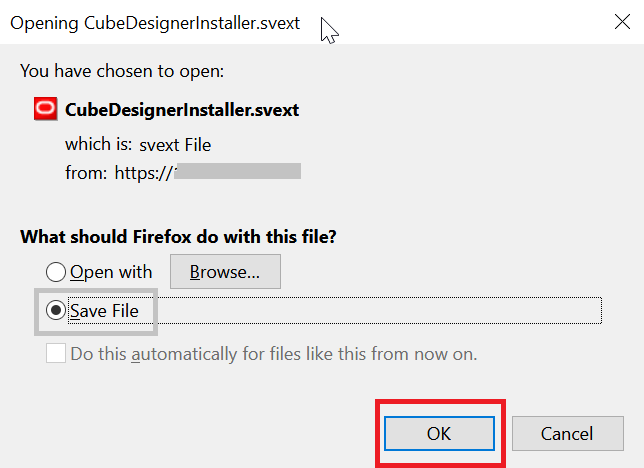 Opening CubeDesignerInstaller.svext
You have chosen to open:
CubeDesignerInstaller.svext
which is: svext File
from: https://
What should Firefox do with this file?
Open with Browse...
Save File
Do this automatically for files like this from now on.
OK Cancel